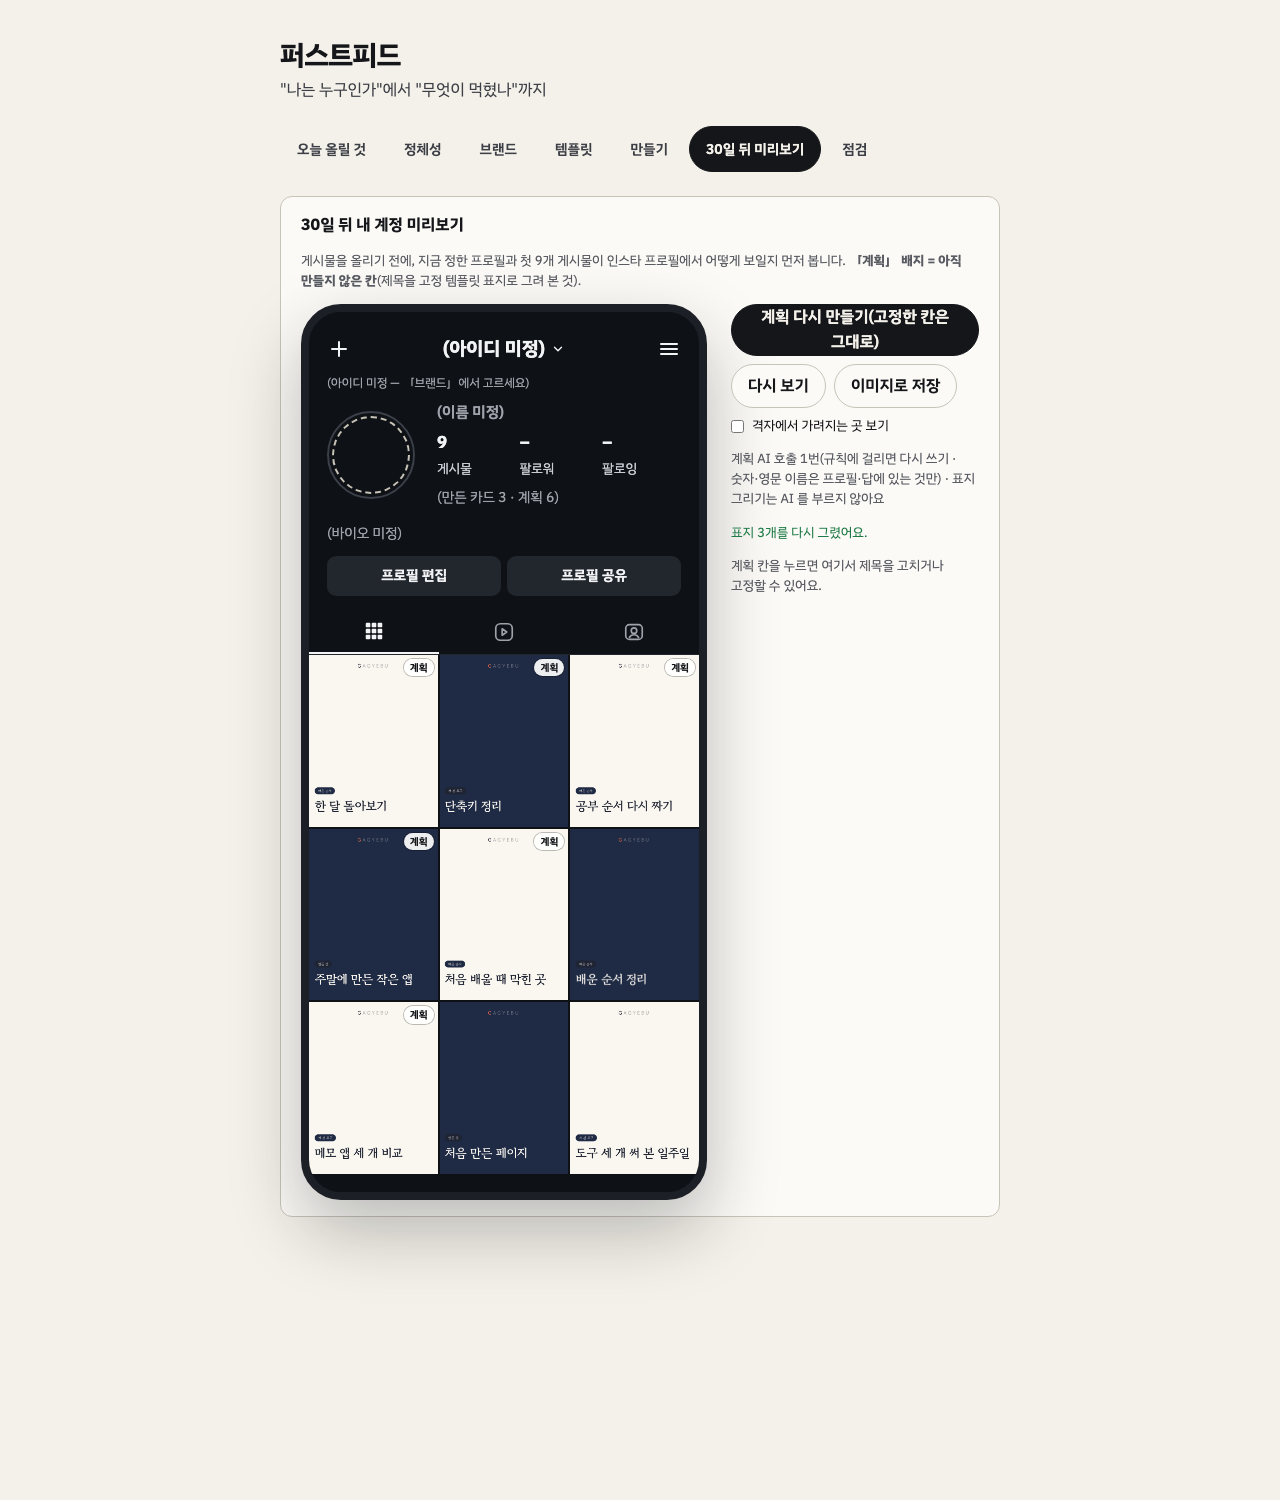 퍼스트피드
"나는 누구인가"에서 "무엇이 먹혔나"까지
오늘 올릴 것
정체성
브랜드
템플릿
만들기
30일 뒤 미리보기
점검
30일 뒤 내 계정 미리보기
게시물을 올리기 전에, 지금 정한 프로필과 첫 9개 게시물이 인스타 프로필에서 어떻게 보일지 먼저 봅니다. 「계획」 배지 = 아직
만들지 않은 칸(제목을 고정 템플릿 표지로 그려 본 것).
(아이디 미정)
(아이디 미정 — 「브랜드」에서 고르세요)
(이름 미정)
9
–
–
게시물
팔로워
팔로잉
(만든 카드 3 · 계획 6)
(바이오 미정)
프로필 편집
프로필 공유
GAGYEBU
계획
GAGYEBU
계획
GAGYEBU
계획
한 달 돌아보기
단축키 정리
공부 순서 다시 짜기
GAGYEBU
계획
GAGYEBU
계획
GAGYEBU
주말에 만든 작은 앱
처음 배울 때 막힌 곳
배운 순서 정리
GAGYEBU
계획
GAGYEBU
GAGYEBU
메모 앱 세 개 비교
처음 만든 페이지
도구 세 개 써 본 일주일
계획 다시 만들기(고정한 칸은
그대로)
다시 보기
이미지로 저장
격자에서 가려지는 곳 보기
계획 AI 호출 1번(규칙에 걸리면 다시 쓰기 ·
숫자·영문 이름은 프로필·답에 있는 것만) · 표지
그리기는 AI 를 부르지 않아요
표지 3개를 다시 그렸어요.
계획 칸을 누르면 여기서 제목을 고치거나
고정할 수 있어요.